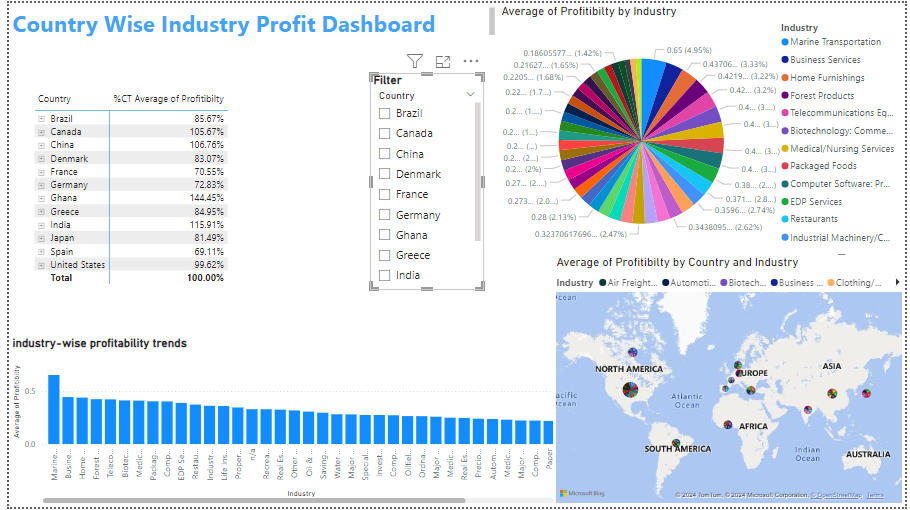 Country Wise Industry Profit Dashboard
Country %CT Average of Profitibilty
Brazil 85.67%
Canada 105.67%
China 106.76%
Denmark 83.07%
France 70.55%
Germany 72.83%
Ghana 144.45%
Greece 84.95%
India 115.91%
Japan 81.49%
Spain 69.11%
United States 99.62%
Total 100.00%
Filter
Country
Brazil
Canada
China
Denmark
France
Germany
Ghana
Greece
India
Average of Profitibilty by Industry
0.65 (4.95%)
0.43706... (3.33%)
0.4219... (3.22%)
0.42 (3.2%)
0.4... (3....)
0.4... (3...)
0.4... (3...)
0.4... (3...)
0.38... (2...)
0.371... (2.8...)
0.3596... (2.74%)
0.3438095... (2.62%)
0.32370617696... (2.47%)
0.28 (2.13%)
0.273... (2.0...)
0.27... (2....)
0.2... (2%)
0.2... (2...)
0.2... (...)
0.2... (1...)
0.2... (1...)
0.22... (1.7...)
0.2205... (1.68%)
0.21627... (1.65%)
0.18605577... (1.42%)
Industry
Marine Transportation
Business Services
Home Furnishings
Forest Products
Telecommunications Eq...
Biotechnology: Comme...
Medical/Nursing Services
Packaged Foods
Computer Software: Pr...
EDP Services
Restaurants
Industrial Machinery/C...
industry-wise profitability trends
Average of Profitibilty
0.5
0.0
Marine...
Busine...
Home ...
Forest ...
Teleco...
Biotec...
Medic...
Packag...
Comp...
EDP Se...
Restau...
Industr...
Life Ins...
Proper...
n/a
Recrea...
Real Es...
Other ...
Oil & ...
Saving...
Water ...
Major ...
Special...
Invest...
Comp...
Oilfiel...
Ordna...
Major ...
Medic...
Real Es...
Precio...
Autom...
Medic...
Major ...
Comp...
Paper
Industry
Average of Profitibilty by Country and Industry
Industry Air Freight... Automoti... Biotech... Business ... Clothing/...
Ocean
NORTH AMERICA
EUROPE
ASIA
Pacific
Ocean
Atlantic
Ocean
AFRICA
SOUTH AMERICA
Indian
Ocean
AUSTRALIA
Microsoft Bing
© 2024 TomTom, © 2024 Microsoft Corporation, © OpenStreetMap Terms